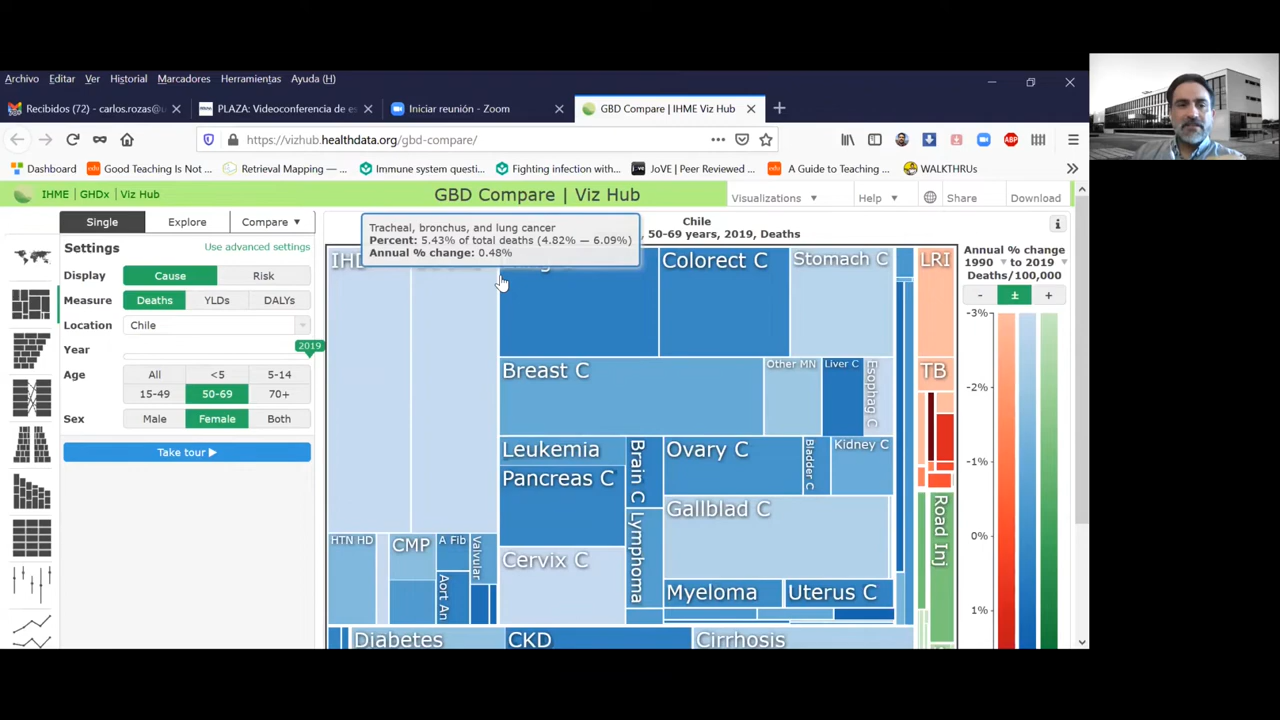 Archivo Editar Ver Historial Marcadores Herramientas Ayuda (H)
Recibidos (72) - carlos.rozas@u
PLAZA: Videoconferencia de es
Iniciar reunión - Zoom
GBD Compare | IHME Viz Hub
https://vizhub.healthdata.org/gbd-compare/
ABP
Dashboard
Good Teaching Is Not ...
Retrieval Mapping — ...
Immune system questi...
Fighting infection with...
JoVE | Peer Reviewed ...
A Guide to Teaching ...
WALKTHRUs
IHME | GHDx | Viz Hub
GBD Compare | Viz Hub
Visualizations
Help
Share
Download
Single
Explore
Compare
Settings
Use advanced settings
Display
Cause
Risk
Measure
Deaths
YLDs
DALYs
Location
Chile
Year
2019
Age
All
<5
5-14
15-49
50-69
70+
Sex
Male
Female
Both
Take tour
Chile
, 50-69 years, 2019, Deaths
Tracheal, bronchus, and lung cancer
Percent: 5.43% of total deaths (4.82% — 6.09%)
Annual % change: 0.48%
IHD
Colorect C
Stomach C
LRI
Breast C
Other MN
Liver C
Esophag C
TB
Leukemia
Brain C
Ovary C
Bladder C
Kidney C
Pancreas C
Gallblad C
Road Inj
Lymphoma
HTN HD
CMP
A Fib
Valvular
Cervix C
Aort An
Myeloma
Uterus C
Diabetes
CKD
Cirrhosis
Annual % change
1990 to 2019
Deaths/100,000
- ± +
-3%
-2%
-1%
0%
1%